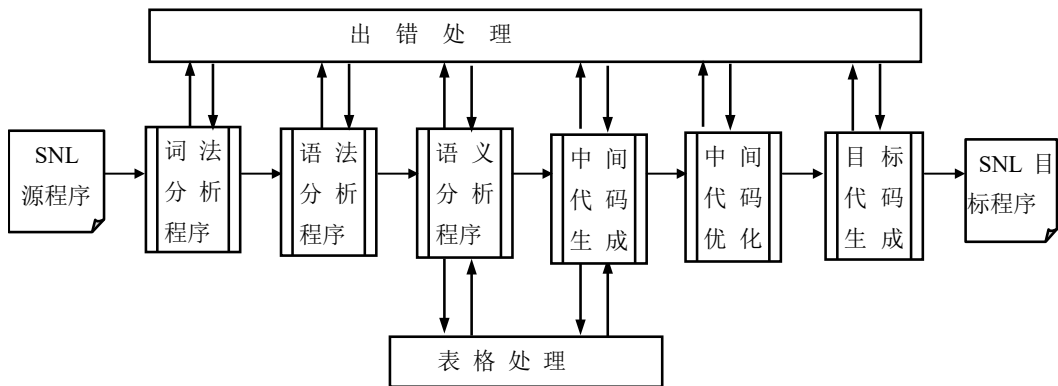 出错处理
SNL
源程序
词法
分析
程序
语法
分析
程序
语义
分析
程序
中间
代码
生成
中间
代码
优化
目标
代码
生成
SNL 目
标程序
表格处理